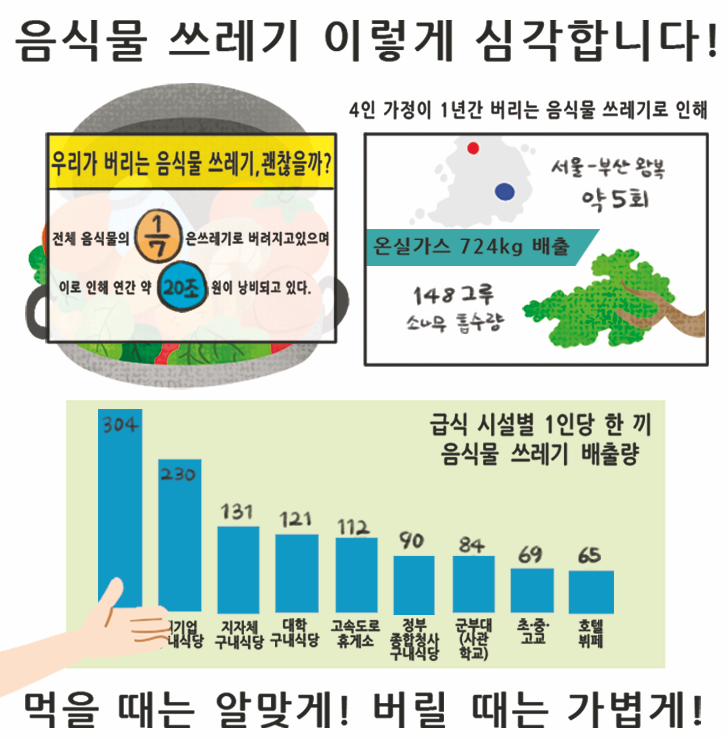 음식물 쓰레기 이렇게 심각합니다!
4인 가정이 1년간 버리는 음식물 쓰레기로 인해
우리가 버리는 음식물 쓰레기,괜찮을까?
전체 음식물의 1/7 은쓰레기로 버려지고있으며
이로 인해 연간 약 20조 원이 낭비되고 있다.
서울-부산 왕복
약 5회
온실가스 724kg 배출
148그루
소나무 흡수량
급식 시설별 1인당 한 끼
음식물 쓰레기 배출량
304
230
131
121
112
90
84
69
65
기업
내식당
지자체
구내식당
대학
구내식당
고속도로
휴게소
정부
종합청사
구내식당
군부대
(사관
학교)
초·중·
고교
호텔
뷔페
먹을 때는 알맞게! 버릴 때는 가볍게!